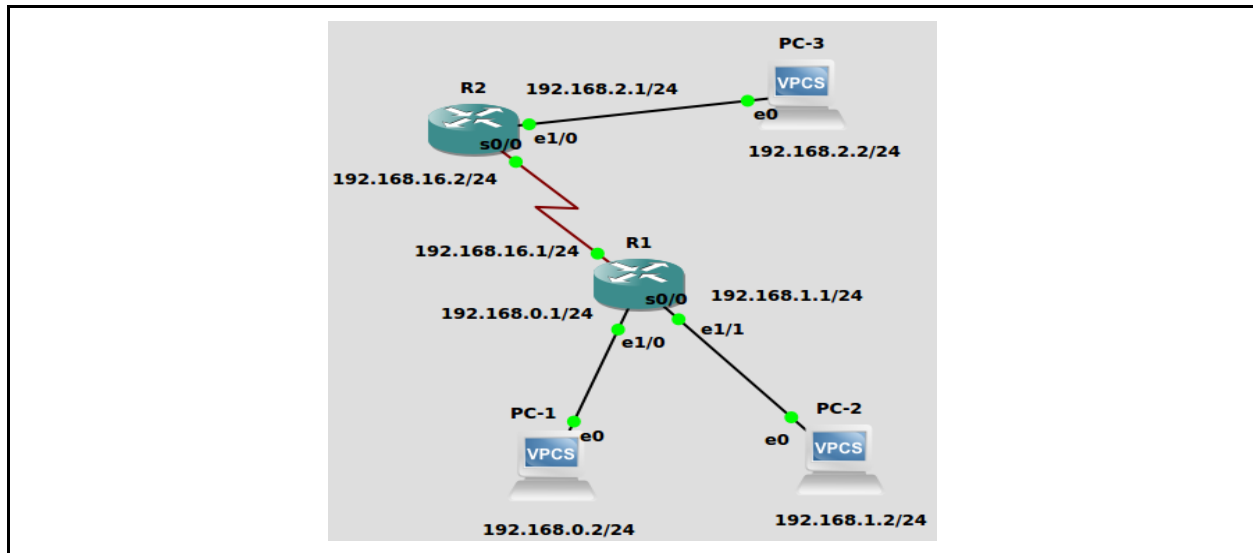 PC-3
VPCS
R2
192.168.2.1/24
e0
e1/0
s0/0
192.168.2.2/24
192.168.16.2/24
R1
192.168.16.1/24
s0/0
192.168.1.1/24
192.168.0.1/24
e1/1
e1/0
PC-1
PC-2
e0
e0
VPCS
VPCS
192.168.0.2/24
192.168.1.2/24